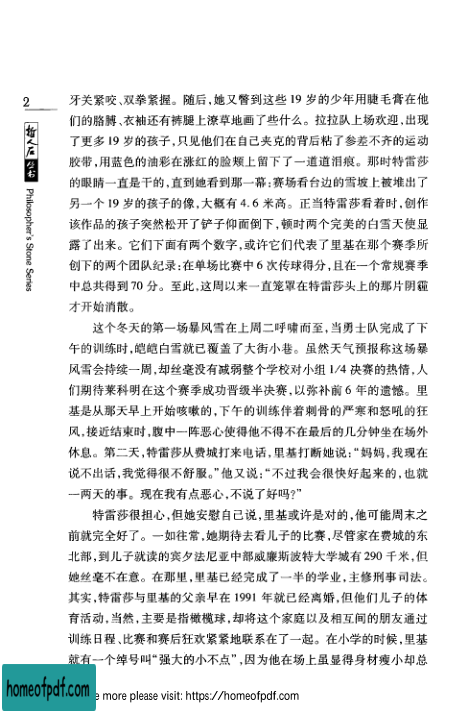 2
哲人石
丛书
Philosopher's Stone Series
牙关紧咬、双拳紧握。随后,她又瞥到这些 19 岁的少年用睫毛膏在他
们的胳膊、衣袖还有裤腿上潦草地画了些什么。拉拉队上场欢迎,出现
了更多 19 岁的孩子,只见他们在自己夹克的背后粘了参差不齐的运动
胶带,用蓝色的油彩在涨红的脸颊上留下了一道道泪痕。那时特雷莎
的眼睛一直是干的,直到她看到那一幕:赛场看台边的雪坡上被堆出了
另一个 19 岁的孩子的像,大概有 4.6 米高。正当特雷莎看着时,创作
该作品的孩子突然松开了铲子仰面倒下,顿时两个完美的白雪天使显
露了出来。它们下面有两个数字,或许它们代表了里基在那个赛季所
创下的两个团队纪录:在单场比赛中 6 次传球得分,且在一个常规赛季
中总共得到 70 分。至此,这周以来一直笼罩在特雷莎头上的那片阴霾
才开始消散。
这个冬天的第一场暴风雪在上周二呼啸而至,当勇士队完成了下
午的训练时,皑皑白雪就已覆盖了大街小巷。虽然天气预报称这场暴
风雪会持续一周,却丝毫没有减弱整个学校对小组 1/4 决赛的热情,人
们期待莱科明在这个赛季成功晋级半决赛,以弥补前 6 年的遗憾。里
基是从那天早上开始咳嗽的,下午的训练伴着刺骨的严寒和怒吼的狂
风,接近结束时,腹中一阵恶心使得他不得不在最后的几分钟坐在场外
休息。第二天,特雷莎从费城打来电话,里基打断她说:“妈妈,我现在
说不出话,我觉得很不舒服。”他又说:“不过我会很快好起来的,也就
一两天的事。现在我有点恶心,不说了好吗?”
特雷莎很担心,但她安慰自己说,里基或许是对的,他可能周末之
前就完全好了。一如往常,她期待去看儿子的比赛,尽管家在费城的东
北部,到儿子就读的宾夕法尼亚中部威廉斯波特大学城有 290 千米,但
她丝毫不在意。在那里,里基已经完成了一半的学业,主修刑事司法。
其实,特雷莎与里基的父亲早在 1991 年就已经离婚,但他们儿子的体
育活动,当然,主要是指橄榄球,却将这个家庭以及相互间的朋友通过
训练日程、比赛和赛后狂欢紧紧地联系在了一起。在小学的时候,里基
就有一个绰号叫“强大的小不点”,因为他在场上虽显得身材瘦小却总
homeofpdf.com
e more please visit: https://homeofpdf.com